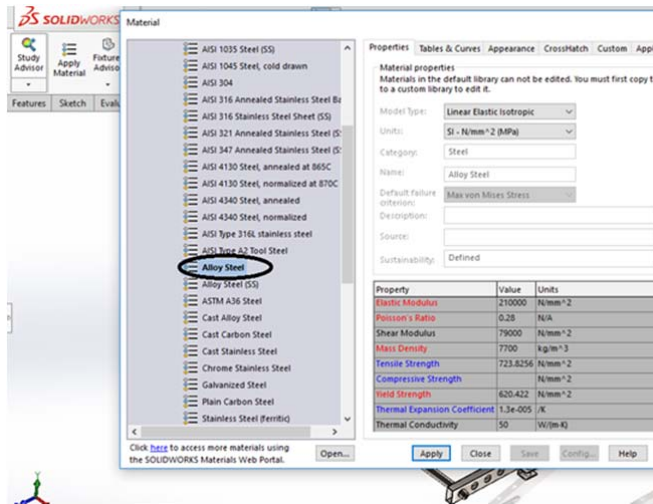 SOLIDWORKS
Material
Study
Advisor
Apply
Material
Fixture
Adviso
Features Sketch Evalu
AISI 1035 Steel (SS)
AISI 1045 Steel, cold drawn
AISI 304
AISI 316 Annealed Stainless Steel Ba
AISI 316 Stainless Steel Sheet (SS)
AISI 321 Annealed Stainless Steel (S
AISI 347 Annealed Stainless Steel (S
AISI 4130 Steel, annealed at 865C
AISI 4130 Steel, normalized at 870C
AISI 4340 Steel, annealed
AISI 4340 Steel, normalized
AISI Type 316L stainless steel
AISI Type A2 Tool Steel
Alloy Steel
Alloy Steel (SS)
ASTM A36 Steel
Cast Alloy Steel
Cast Carbon Steel
Cast Stainless Steel
Chrome Stainless Steel
Galvanized Steel
Plain Carbon Steel
Stainless Steel (ferritic)
Click here to access more materials using
the SOLIDWORKS Materials Web Portal.
Open...
Properties Tables & Curves Appearance CrossHatch Custom Appl
Material properties
Materials in the default library can not be edited. You must first copy t
to a custom library to edit it.
Model Type: Linear Elastic Isotropic
Units: SI - N/mm^2 (MPa)
Category: Steel
Name: Alloy Steel
Default failure
criterion: Max von Mises Stress
Description:
Source:
Sustainability: Defined
Property Value Units
Elastic Modulus 210000 N/mm^2
Poisson's Ratio 0.28 N/A
Shear Modulus 79000 N/mm^2
Mass Density 7700 kg/m^3
Tensile Strength 723.8256 N/mm^2
Compressive Strength N/mm^2
Yield Strength 620.422 N/mm^2
Thermal Expansion Coefficient 1.3e-005 /K
Thermal Conductivity 50 W/(m·K)
Apply Close Save Config... Help